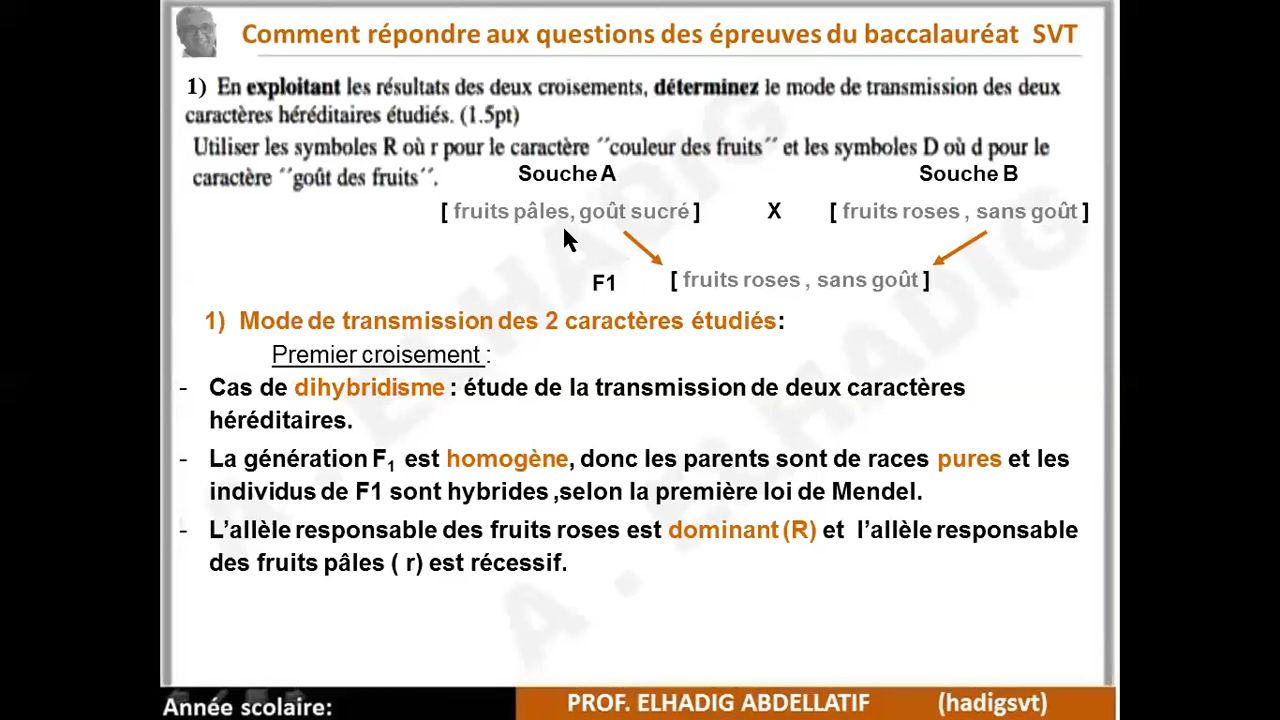 Comment répondre aux questions des épreuves du baccalauréat SVT
1) En exploitant les résultats des deux croisements, déterminez le mode de transmission des deux
caractères héréditaires étudiés. (1.5pt)
Utiliser les symboles R où r pour le caractère ´´couleur des fruits´´ et les symboles D où d pour le
caractère ´´goût des fruits´´.
Souche A Souche B
[ fruits pâles, goût sucré ] X [ fruits roses , sans goût ]
F1 [ fruits roses , sans goût ]
1) Mode de transmission des 2 caractères étudiés:
Premier croisement :
- Cas de dihybridisme : étude de la transmission de deux caractères
héréditaires.
- La génération F1 est homogène, donc les parents sont de races pures et les
individus de F1 sont hybrides ,selon la première loi de Mendel.
- L’allèle responsable des fruits roses est dominant (R) et l’allèle responsable
des fruits pâles ( r) est récessif.
A . ELHADIG
A . ELHADIG
Année scolaire: PROF. ELHADIG ABDELLATIF (hadigsvt)